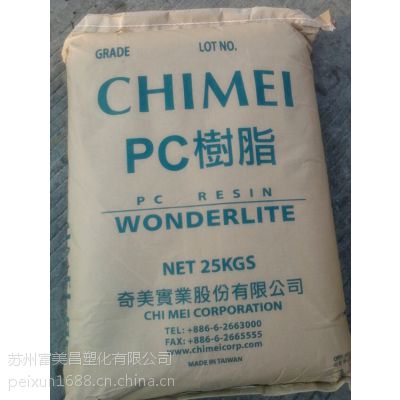 GRADE LOT NO.
CHIMEI
PC樹脂
PC RESIN
WONDERLITE
NET 25KGS
奇美實業股份有限公司
CHI MEI CORPORATION
TEL: +886-6-2663000
FAX: +886-6-2665555
www.chimeicorp.com
MADE IN TAIWAN
苏州富美昌塑化有限公司
peixun1688.cn.china.cn